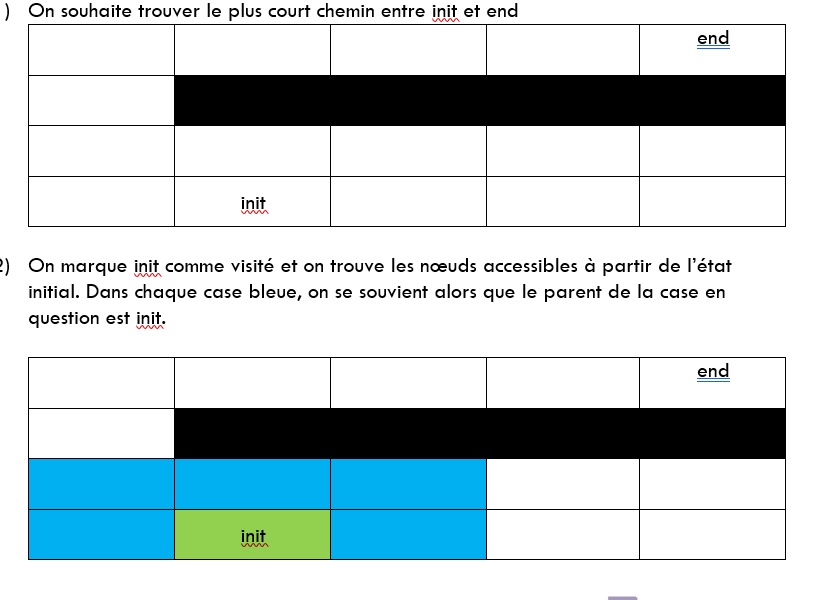 ) On souhaite trouver le plus court chemin entre init et end
end
init
2) On marque init comme visité et on trouve les nœuds accessibles à partir de l’état
initial. Dans chaque case bleue, on se souvient alors que le parent de la case en
question est init.
end
init